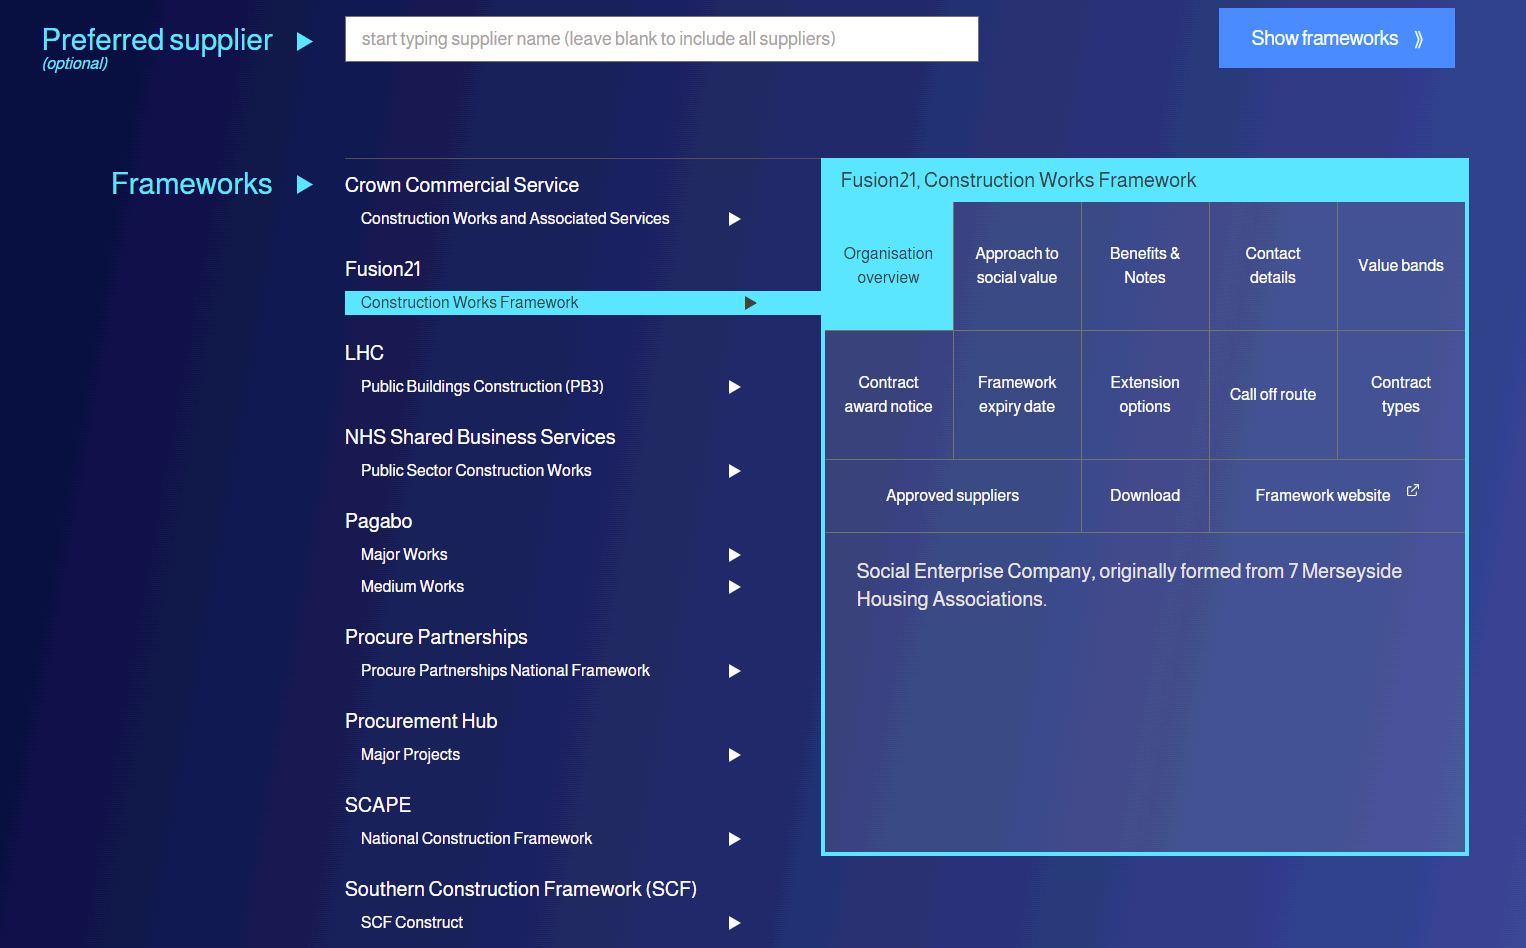 Preferred supplier
(optional)
start typing supplier name (leave blank to include all suppliers)
Show frameworks
Frameworks
Crown Commercial Service
Construction Works and Associated Services
Fusion21
Construction Works Framework
LHC
Public Buildings Construction (PB3)
NHS Shared Business Services
Public Sector Construction Works
Pagabo
Major Works
Medium Works
Procure Partnerships
Procure Partnerships National Framework
Procurement Hub
Major Projects
SCAPE
National Construction Framework
Southern Construction Framework (SCF)
SCF Construct
Fusion21, Construction Works Framework
Organisation
overview
Approach to
social value
Benefits &
Notes
Contact
details
Value bands
Contract
award notice
Framework
expiry date
Extension
options
Call off route
Contract
types
Approved suppliers
Download
Framework website
Social Enterprise Company, originally formed from 7 Merseyside
Housing Associations.